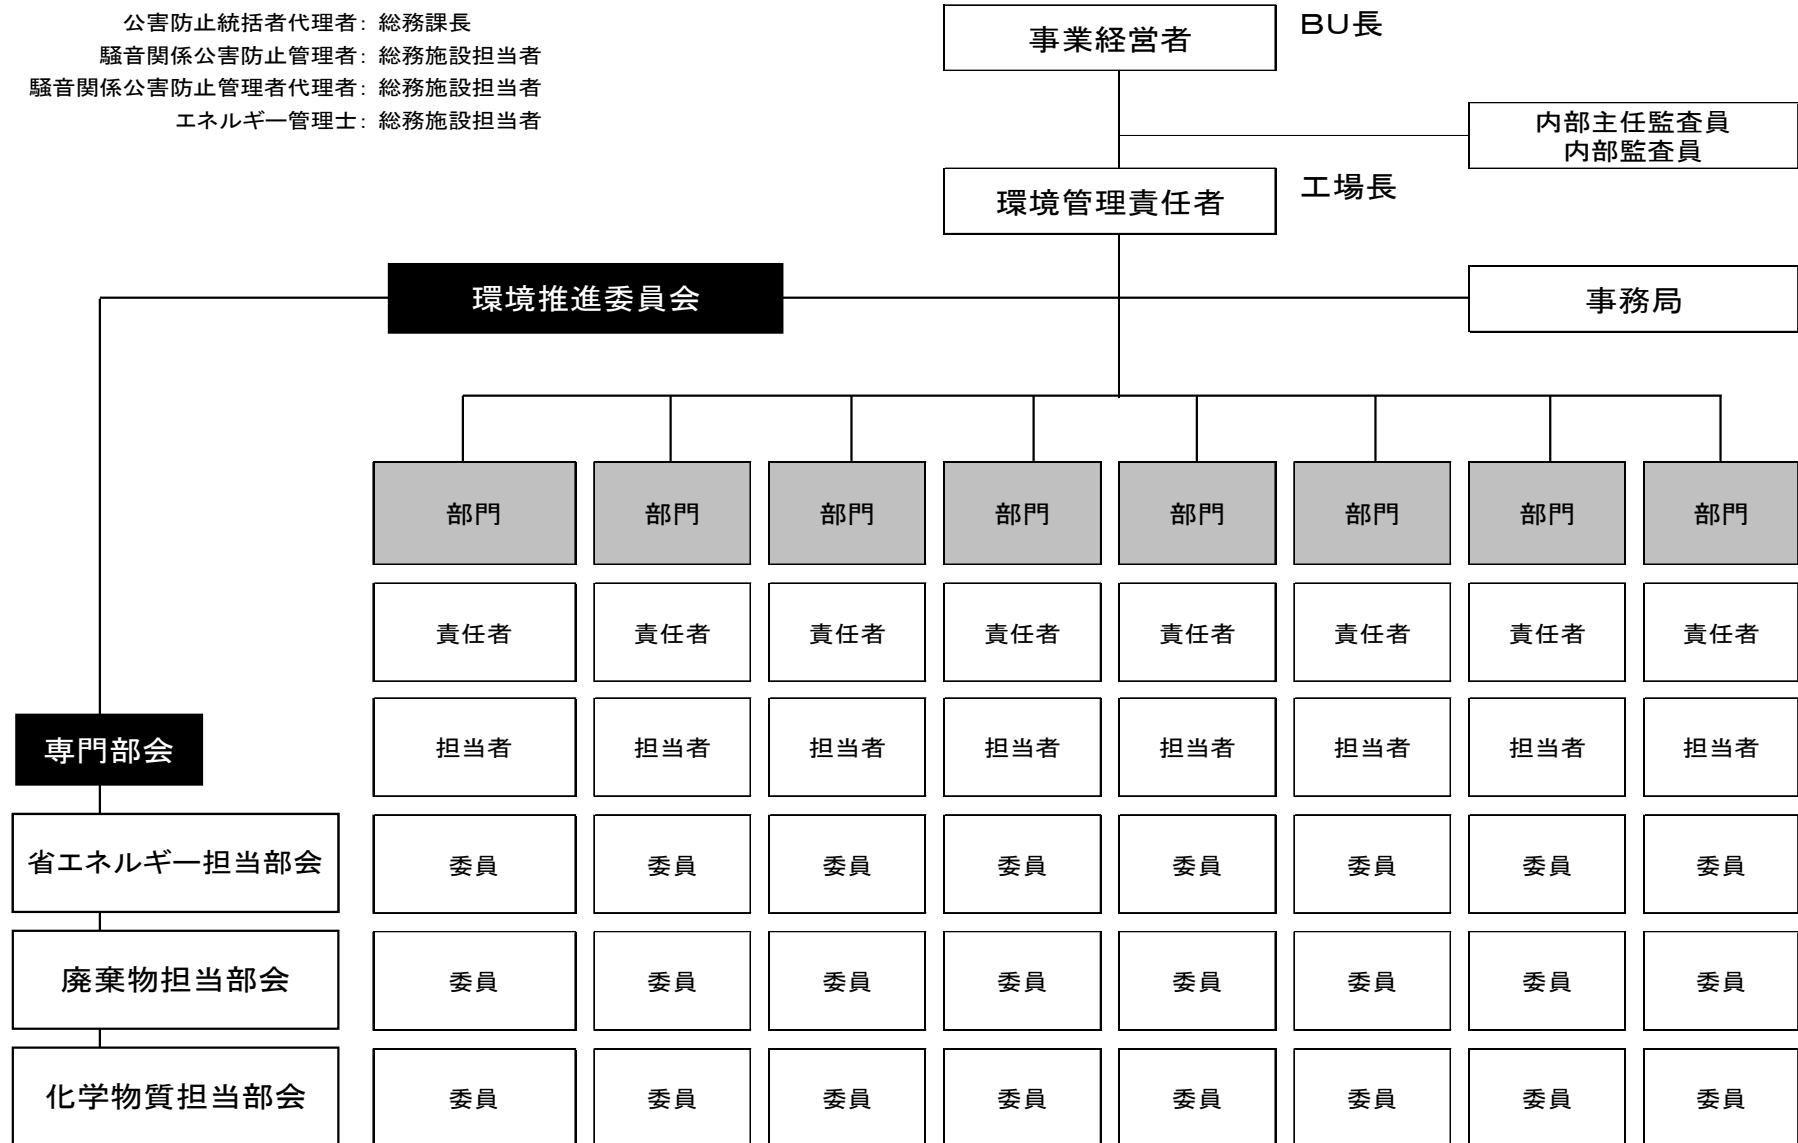 公害防止統括者代理者: 総務課長
騒音関係公害防止管理者: 総務施設担当者
騒音関係公害防止管理者代理者: 総務施設担当者
エネルギー管理士: 総務施設担当者
事業経営者
BU長
内部主任監査員
内部監査員
環境管理責任者
工場長
環境推進委員会
事務局
部門 部門 部門 部門 部門 部門 部門 部門
責任者 責任者 責任者 責任者 責任者 責任者 責任者 責任者
専門部会
担当者 担当者 担当者 担当者 担当者 担当者 担当者 担当者
省エネルギー担当部会
委員 委員 委員 委員 委員 委員 委員 委員
廃棄物担当部会
委員 委員 委員 委員 委員 委員 委員 委員
化学物質担当部会
委員 委員 委員 委員 委員 委員 委員 委員